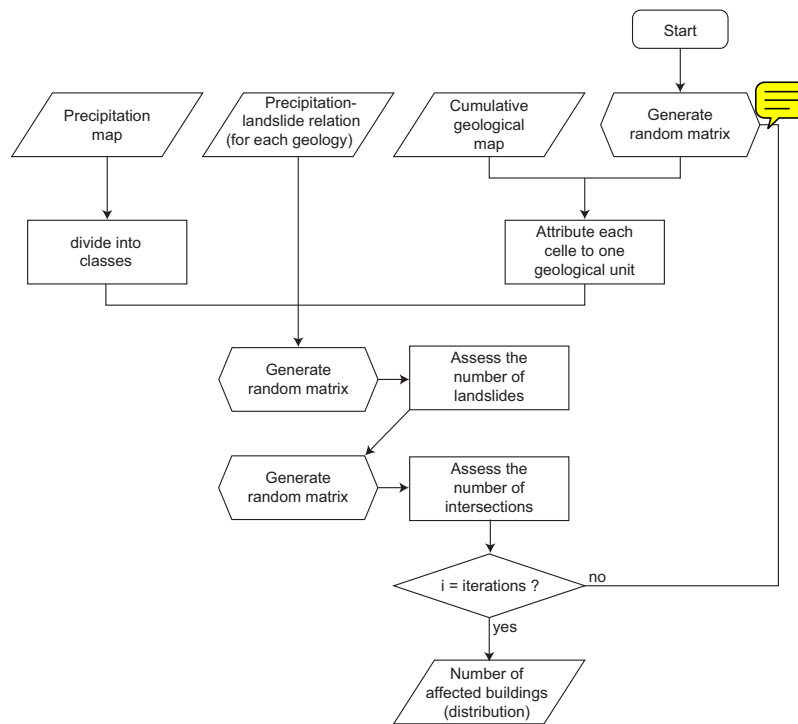 Start
Precipitation
map
Precipitation-
landslide relation
(for each geology)
Cumulative
geological
map
Generate
random matrix
divide into
classes
Attribute each
celle to one
geological unit
Generate
random matrix
Assess the
number of
landslides
Generate
random matrix
Assess the
number of
intersections
i = iterations ?
no
yes
Number of
affected buildings
(distribution)